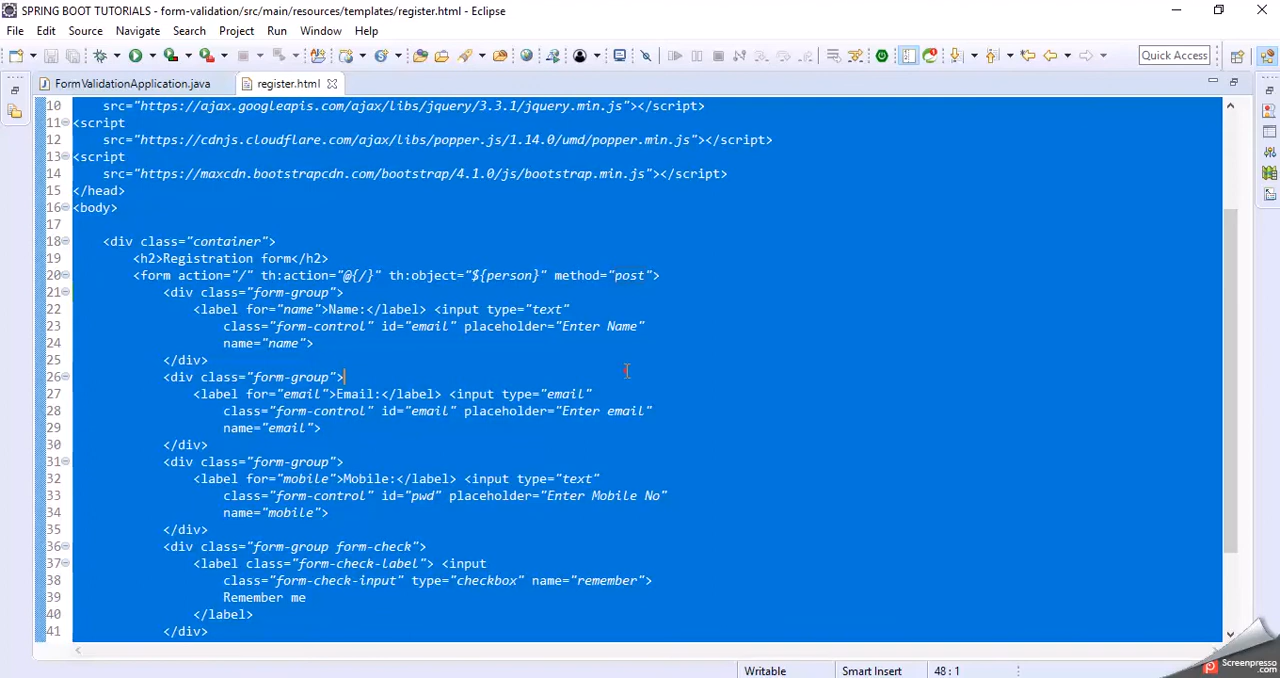 SPRING BOOT TUTORIALS - form-validation/src/main/resources/templates/register.html - Eclipse
File Edit Source Navigate Search Project Run Window Help
Quick Access
FormValidationApplication.java register.html
10 src="https://ajax.googleapis.com/ajax/libs/jquery/3.3.1/jquery.min.js"></script>
11 <script
12 src="https://cdnjs.cloudflare.com/ajax/libs/popper.js/1.14.0/umd/popper.min.js"></script>
13 <script
14 src="https://maxcdn.bootstrapcdn.com/bootstrap/4.1.0/js/bootstrap.min.js"></script>
15 </head>
16 <body>
17
18 <div class="container">
19 <h2>Registration form</h2>
20 <form action="/" th:action="@{/}" th:object="${person}" method="post">
21 <div class="form-group">
22 <label for="name">Name:</label> <input type="text"
23 class="form-control" id="email" placeholder="Enter Name"
24 name="name">
25 </div>
26 <div class="form-group">
27 <label for="email">Email:</label> <input type="email"
28 class="form-control" id="email" placeholder="Enter email"
29 name="email">
30 </div>
31 <div class="form-group">
32 <label for="mobile">Mobile:</label> <input type="text"
33 class="form-control" id="pwd" placeholder="Enter Mobile No"
34 name="mobile">
35 </div>
36 <div class="form-group form-check">
37 <label class="form-check-label"> <input
38 class="form-check-input" type="checkbox" name="remember">
39 Remember me
40 </label>
41 </div>
Writable Smart Insert 48 : 1
Screenpresso
.com